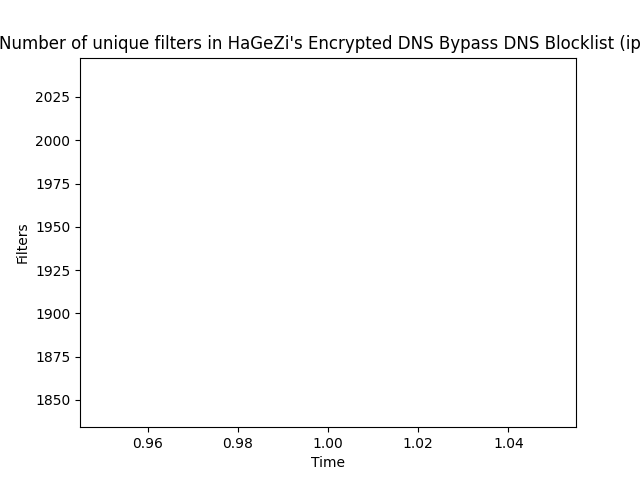 Number of unique filters in HaGeZi's Encrypted DNS Bypass DNS Blocklist (ip
2025
2000
1975
1950
1925
1900
1875
1850
Filters
0.96 0.98 1.00 1.02 1.04
Time